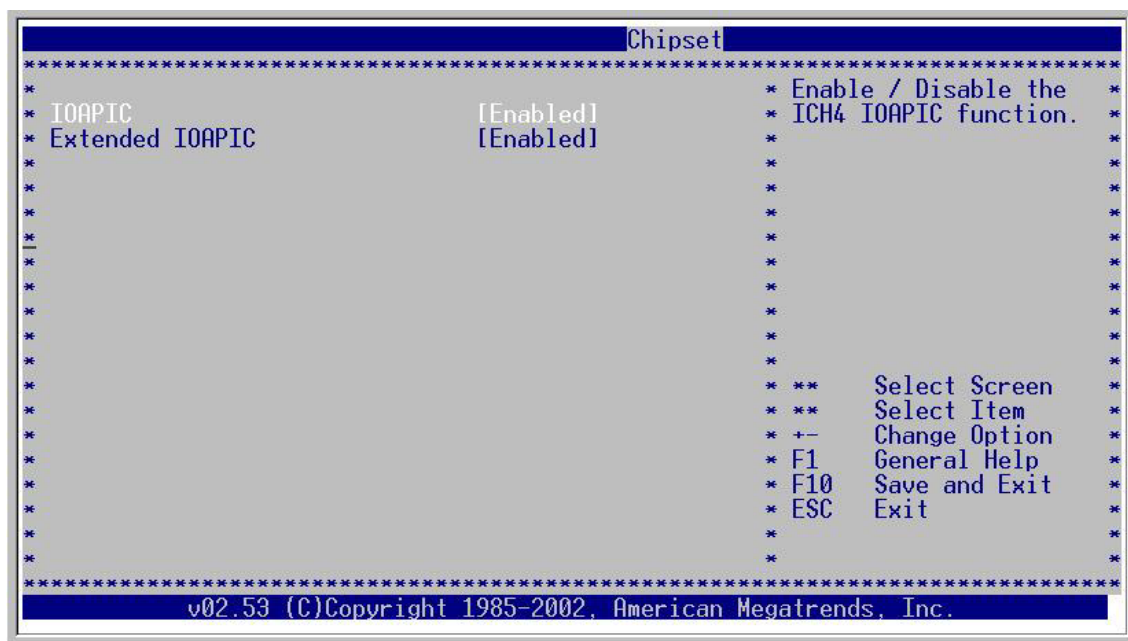 Chipset
********************************************************************************
* * Enable / Disable the *
* IOAPIC [Enabled] * ICH4 IOAPIC function. *
* Extended IOAPIC [Enabled] * *
* * *
* * *
* * *
* * *
* * *
* * *
* * *
* * *
* * *
* * ** Select Screen *
* * ** Select Item *
* * +- Change Option *
* * F1 General Help *
* * F10 Save and Exit *
* * ESC Exit *
* * *
* * *
********************************************************************************
v02.53 (C)Copyright 1985-2002, American Megatrends, Inc.